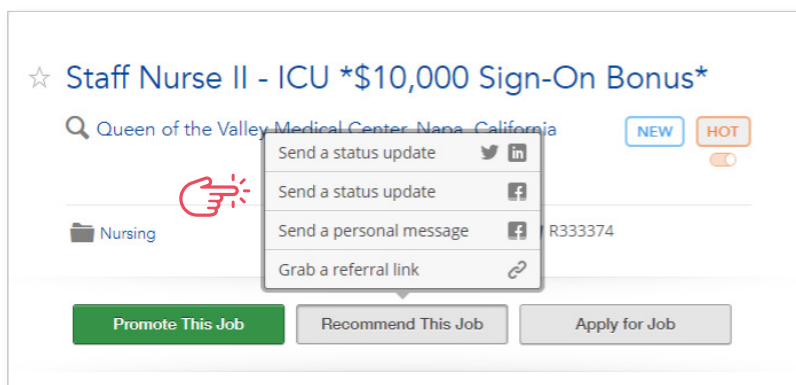 Staff Nurse II - ICU *$10,000 Sign-On Bonus*
Queen of the Valley Medical Center, Napa, California
NEW
HOT
Send a status update
Send a status update
Send a personal message
Grab a referral link
Nursing
R333374
Promote This Job
Recommend This Job
Apply for Job